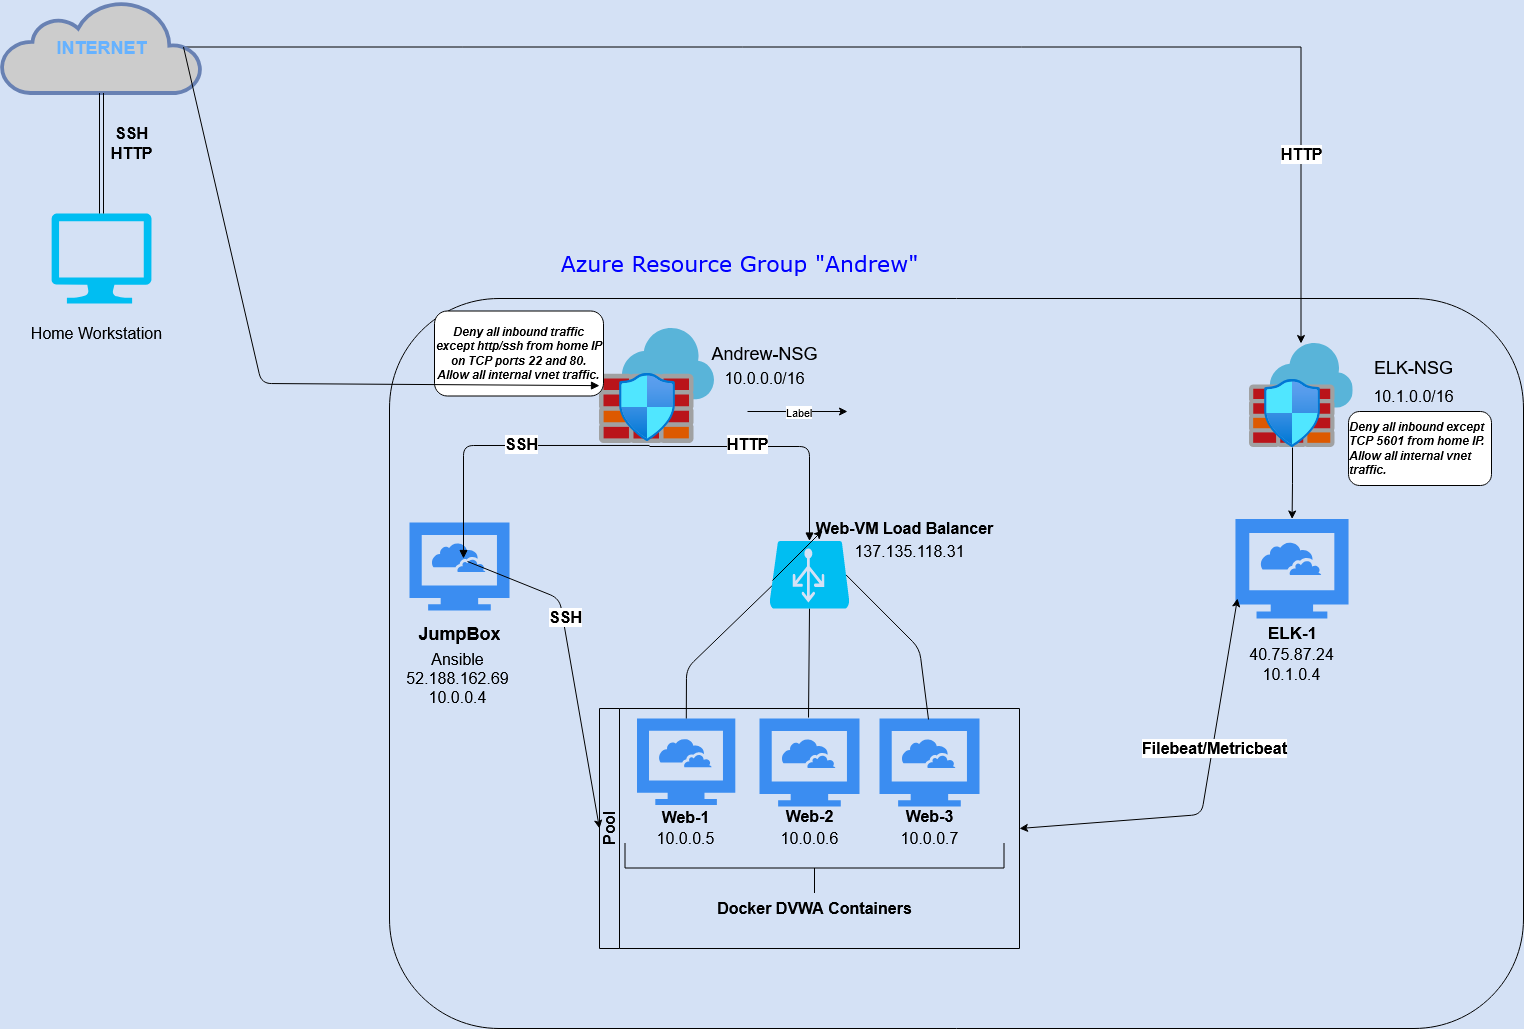 INTERNET
SSH
HTTP
HTTP
Home Workstation
Azure Resource Group "Andrew"
Deny all inbound traffic
except http/ssh from home IP
on TCP ports 22 and 80.
Allow all internal vnet traffic.
Andrew-NSG
10.0.0.0/16
Label
ELK-NSG
10.1.0.0/16
Deny all inbound except
TCP 5601 from home IP.
Allow all internal vnet
traffic.
SSH
HTTP
Web-VM Load Balancer
137.135.118.31
JumpBox
Ansible
52.188.162.69
10.0.0.4
SSH
ELK-1
40.75.87.24
10.1.0.4
Filebeat/Metricbeat
Pool
Web-1
10.0.0.5
Web-2
10.0.0.6
Web-3
10.0.0.7
Docker DVWA Containers